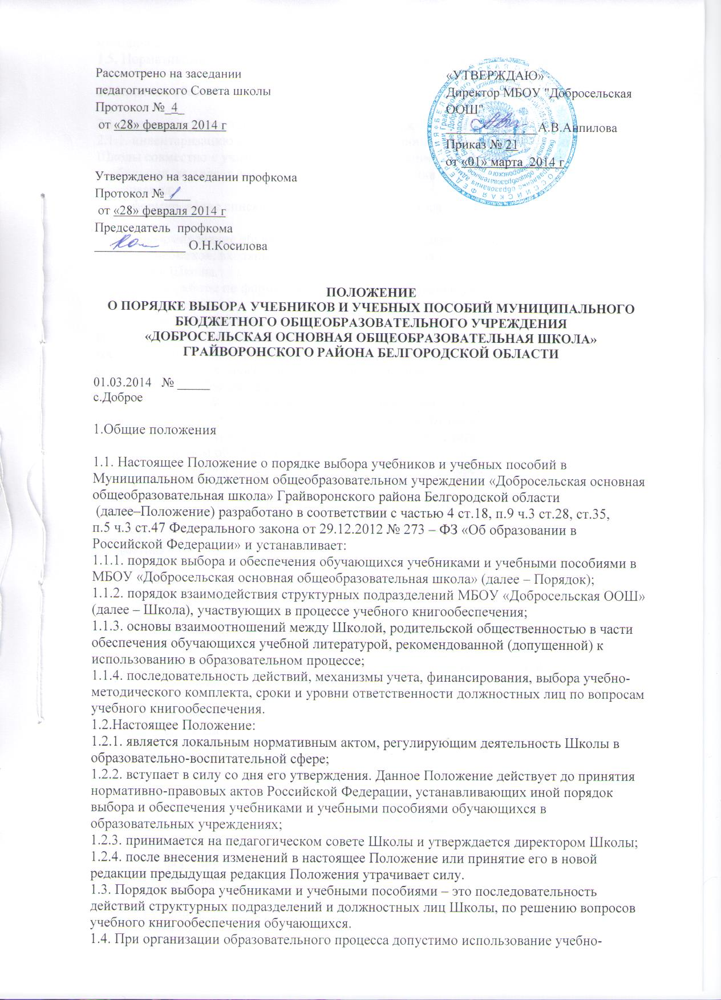 Рассмотрено на заседании
педагогического Совета школы
Протокол №_4_
от «28» февраля 2014 г
«УТВЕРЖДАЮ»
Директор МБОУ "Добросельская
ООШ"
_______________А.В.Анпилова
Приказ № 21
от «01» марта 2014 г.
Утверждено на заседании профкома
Протокол № 1
от «28» февраля 2014 г
Председатель профкома
_______________ О.Н.Косилова
ПОЛОЖЕНИЕ
О ПОРЯДКЕ ВЫБОРА УЧЕБНИКОВ И УЧЕБНЫХ ПОСОБИЙ МУНИЦИПАЛЬНОГО
БЮДЖЕТНОГО ОБЩЕОБРАЗОВАТЕЛЬНОГО УЧРЕЖДЕНИЯ
«ДОБРОСЕЛЬСКАЯ ОСНОВНАЯ ОБЩЕОБРАЗОВАТЕЛЬНАЯ ШКОЛА»
ГРАЙВОРОНСКОГО РАЙОНА БЕЛГОРОДСКОЙ ОБЛАСТИ
01.03.2014 № _____
с.Доброе
1.Общие положения
1.1. Настоящее Положение о порядке выбора учебников и учебных пособий в
Муниципальном бюджетном общеобразовательном учреждении «Добросельская основная
общеобразовательная школа» Грайворонского района Белгородской области
(далее–Положение) разработано в соответствии с частью 4 ст.18, п.9 ч.3 ст.28, ст.35,
п.5 ч.3 ст.47 Федерального закона от 29.12.2012 № 273 – ФЗ «Об образовании в
Российской Федерации» и устанавливает:
1.1.1. порядок выбора и обеспечения обучающихся учебниками и учебными пособиями в
МБОУ «Добросельская основная общеобразовательная школа» (далее – Порядок);
1.1.2. порядок взаимодействия структурных подразделений МБОУ «Добросельская ООШ»
(далее – Школа), участвующих в процессе учебного книгообеспечения;
1.1.3. основы взаимоотношений между Школой, родительской общественностью в части
обеспечения обучающихся учебной литературой, рекомендованной (допущенной) к
использованию в образовательном процессе;
1.1.4. последовательность действий, механизмы учета, финансирования, выбора учебно-
методического комплекта, сроки и уровни ответственности должностных лиц по вопросам
учебного книгообеспечения.
1.2.Настоящее Положение:
1.2.1. является локальным нормативным актом, регулирующим деятельность Школы в
образовательно-воспитательной сфере;
1.2.2. вступает в силу со дня его утверждения. Данное Положение действует до принятия
нормативно-правовых актов Российской Федерации, устанавливающих иной порядок
выбора и обеспечения учебниками и учебными пособиями обучающихся в
образовательных учреждениях;
1.2.3. принимается на педагогическом совете Школы и утверждается директором Школы;
1.2.4. после внесения изменений в настоящее Положение или принятие его в новой
редакции предыдущая редакция Положения утрачивает силу.
1.3. Порядок выбора учебниками и учебными пособиями – это последовательность
действий структурных подразделений и должностных лиц Школы, по решению вопросов
учебного книгообеспечения обучающихся.
1.4. При организации образовательного процесса допустимо использование учебно-